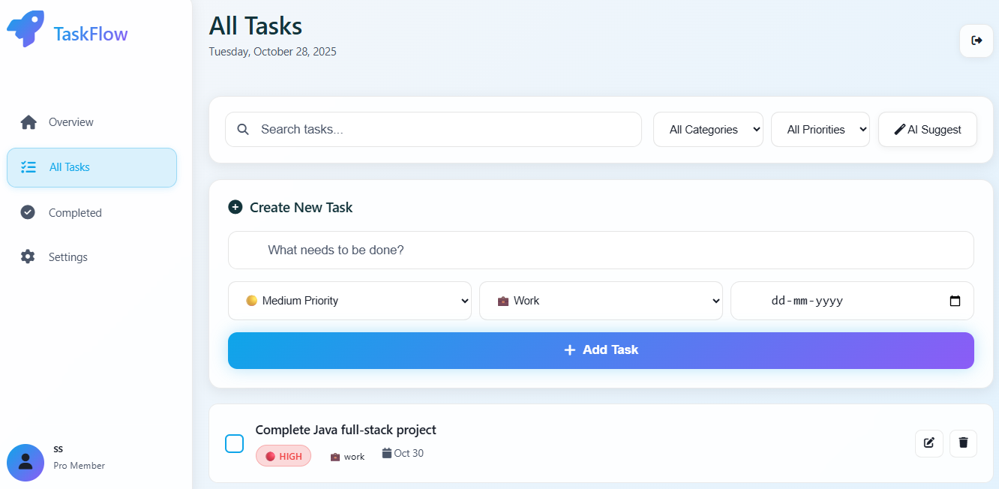 TaskFlow
Overview
All Tasks
Completed
Settings
ss
Pro Member
All Tasks
Tuesday, October 28, 2025
Search tasks...
All Categories
All Priorities
AI Suggest
Create New Task
What needs to be done?
Medium Priority
Work
dd-mm-yyyy
Add Task
Complete Java full-stack project
HIGH
work
Oct 30